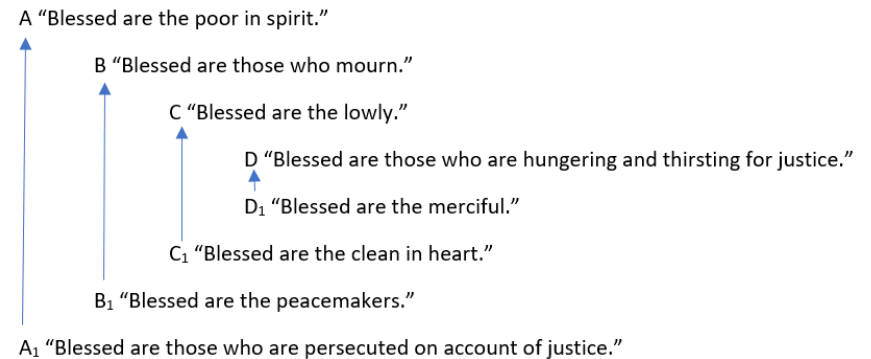 A “Blessed are the poor in spirit.”
B “Blessed are those who mourn.”
C “Blessed are the lowly.”
D “Blessed are those who are hungering and thirsting for justice.”
D₁ “Blessed are the merciful.”
C₁ “Blessed are the clean in heart.”
B₁ “Blessed are the peacemakers.”
A₁ “Blessed are those who are persecuted on account of justice.”